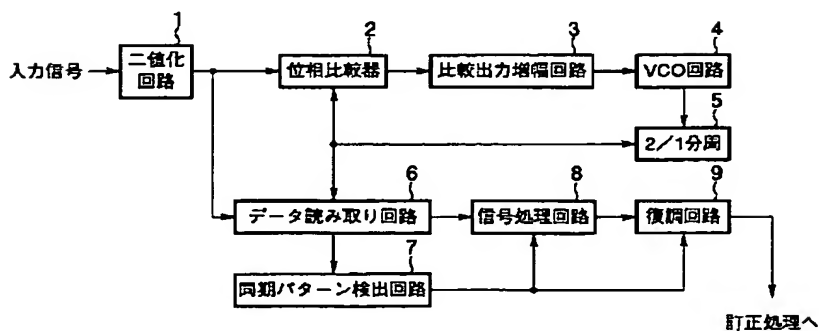 1
二値化
回路
入力信号
2
位相比較器
3
比較出力増幅回路
4
VCO回路
5
2/1分周
6
データ読み取り回路
8
信号処理回路
9
復調回路
7
同期パターン検出回路
訂正処理へ